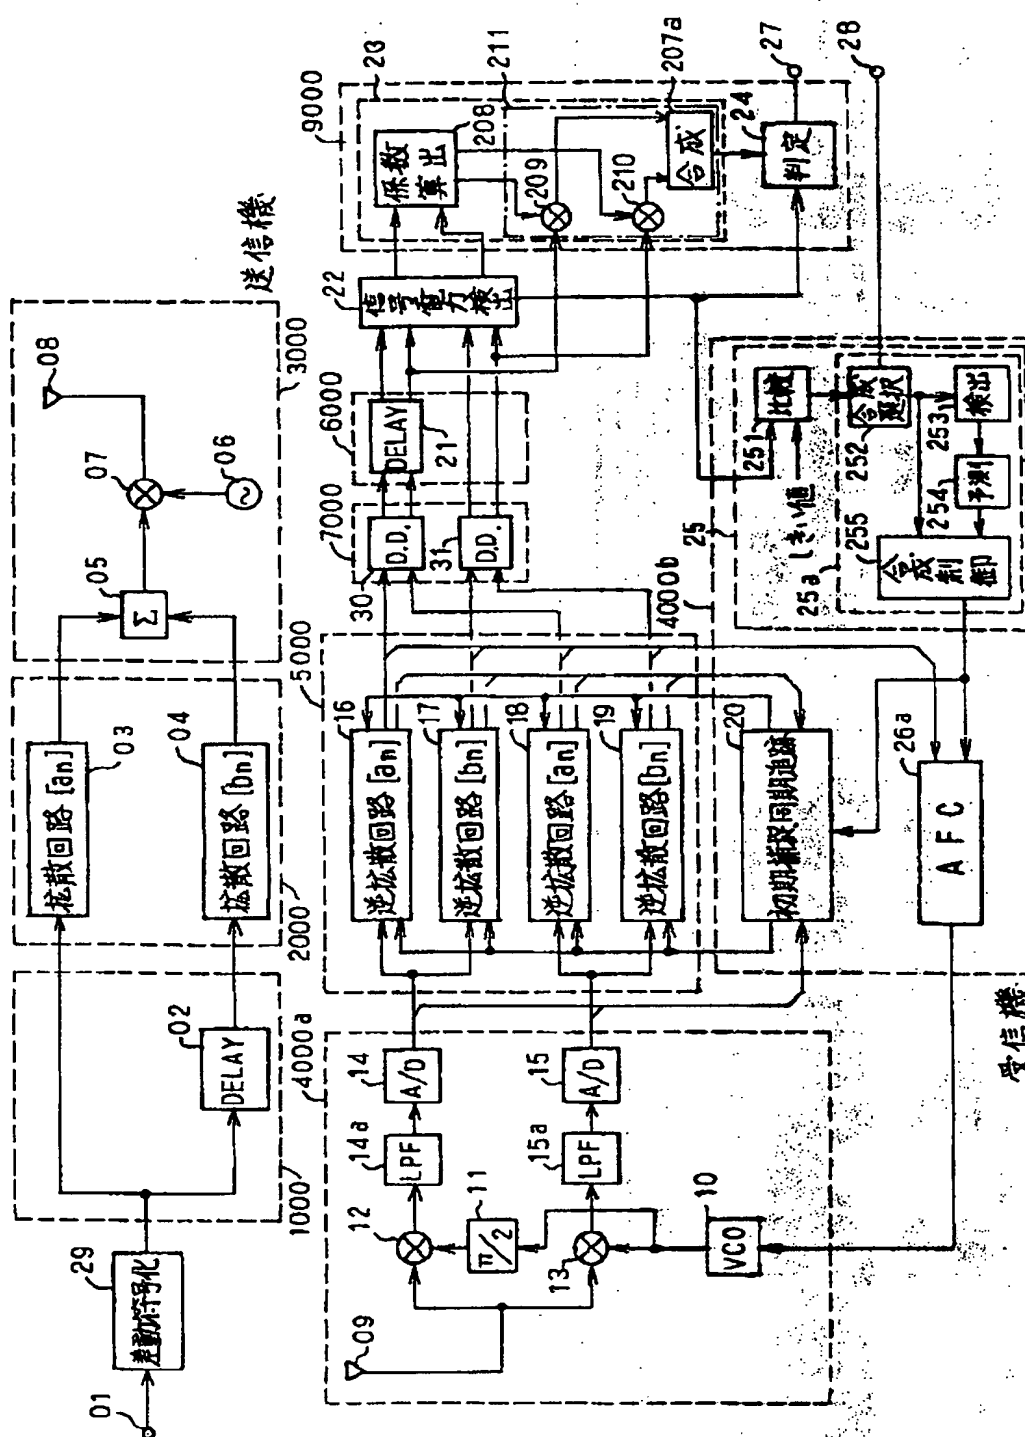 01
29
差動符号化
1000
02
DELAY
2000
拡散回路[an]
03
拡散回路[bn]
04
3000
05
Σ
07
06
08
送信機
4000a
09
12
11
π/2
13
10
VCO
14a
LPF
15a
LPF
14
A/D
15
A/D
5000
16
逆拡散回路[an]
17
逆拡散回路[bn]
18
逆拡散回路[an]
19
逆拡散回路[bn]
20
初期捕捉同期追跡
26a
AFC
4000b
7000
30
D.D.
31
D.D.
6000
DELAY
21
22
信号電力検出
9000
23
係数算出
208
211
209
210
207a
合成
24
判定
27
28
25
25a
251
比較
しきい値
252
合成選択
253
検出
254
予測
255
合成制御
受信機